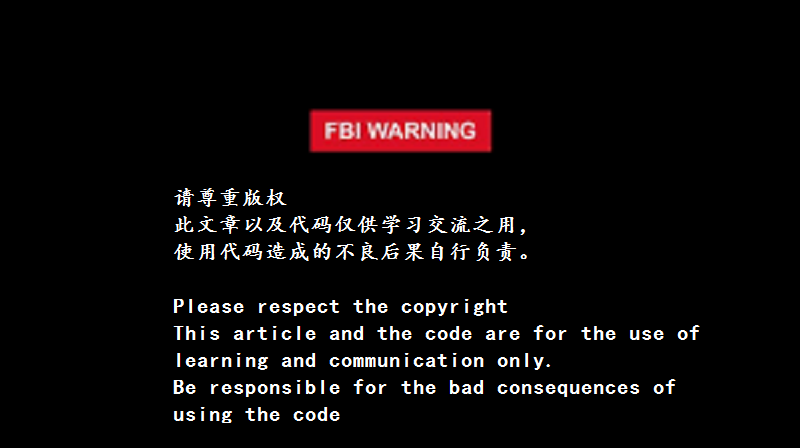 FBI WARNING
请尊重版权
此文章以及代码仅供学习交流之用，
使用代码造成的不良后果自行负责。
Please respect the copyright
This article and the code are for the use of
learning and communication only.
Be responsible for the bad consequences of
using the code